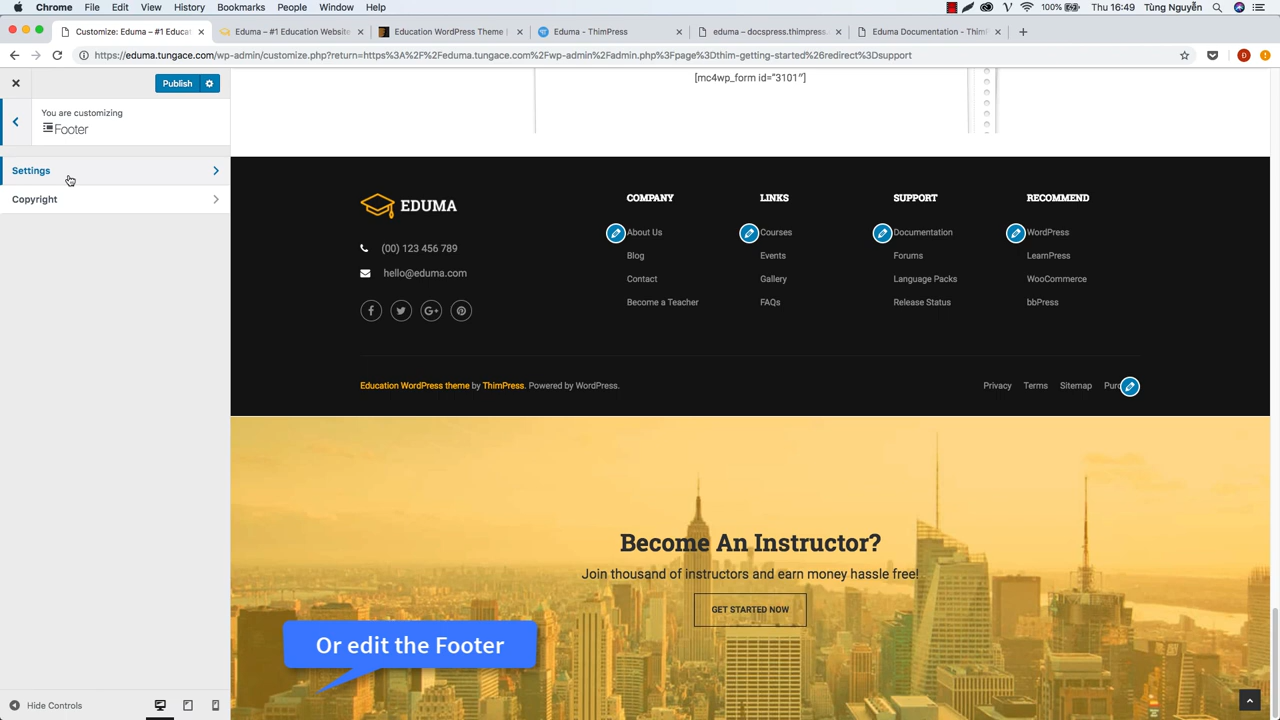 Chrome File Edit View History Bookmarks People Window Help 100% Thu 16:49 Tùng Nguyễn
Customize: Eduma – #1 Educat × Eduma – #1 Education Website × Education WordPress Theme | × Eduma - ThimPress × eduma – docspress.thimpress. × Eduma Documentation - ThimF ×
https://eduma.tungace.com/wp-admin/customize.php?return=https%3A%2F%2Feduma.tungace.com%2Fwp-admin%2Fadmin.php%3Fpage%3Dthim-getting-started%26redirect%3Dsupport
Publish
You are customizing
Footer
Settings
Copyright
[mc4wp_form id="3101"]
EDUMA
(00) 123 456 789
hello@eduma.com
COMPANY
About Us
Blog
Contact
Become a Teacher
LINKS
Courses
Events
Gallery
FAQs
SUPPORT
Documentation
Forums
Language Packs
Release Status
RECOMMEND
WordPress
LearnPress
WooCommerce
bbPress
Education WordPress theme by ThimPress. Powered by WordPress.
Privacy Terms Sitemap Purc
Become An Instructor?
Join thousand of instructors and earn money hassle free!
GET STARTED NOW
Or edit the Footer
Hide Controls